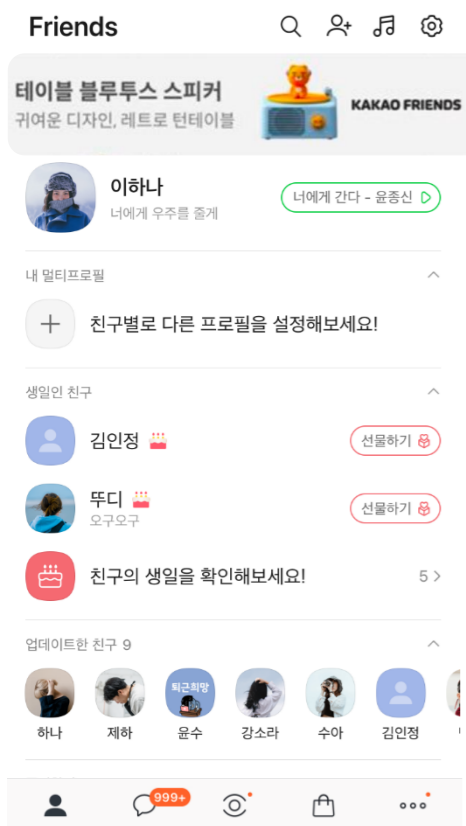 Friends
테이블 블루투스 스피커
귀여운 디자인, 레트로 턴테이블
KAKAO FRIENDS
이하나
너에게 우주를 줄게
너에게 간다 - 윤종신
내 멀티프로필
친구별로 다른 프로필을 설정해보세요!
생일인 친구
김인정
선물하기
뚜디
오구오구
선물하기
친구의 생일을 확인해보세요!
5
업데이트한 친구 9
퇴근희망
하나
제하
윤수
강소라
수아
김인정
999+